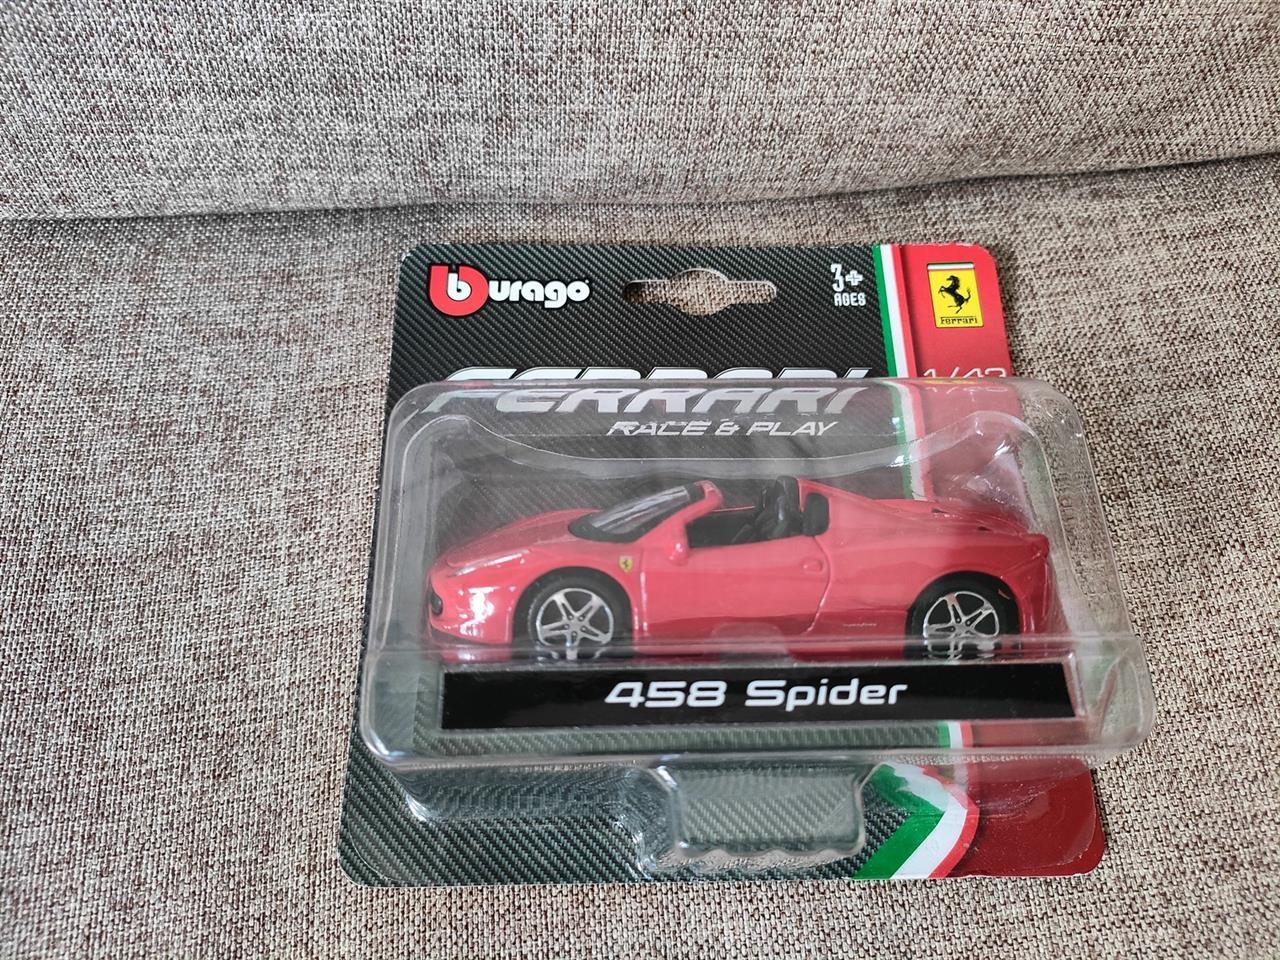 burago
3+
AGES
Ferrari
FERRARI
1/43
RACE & PLAY
458 Spider